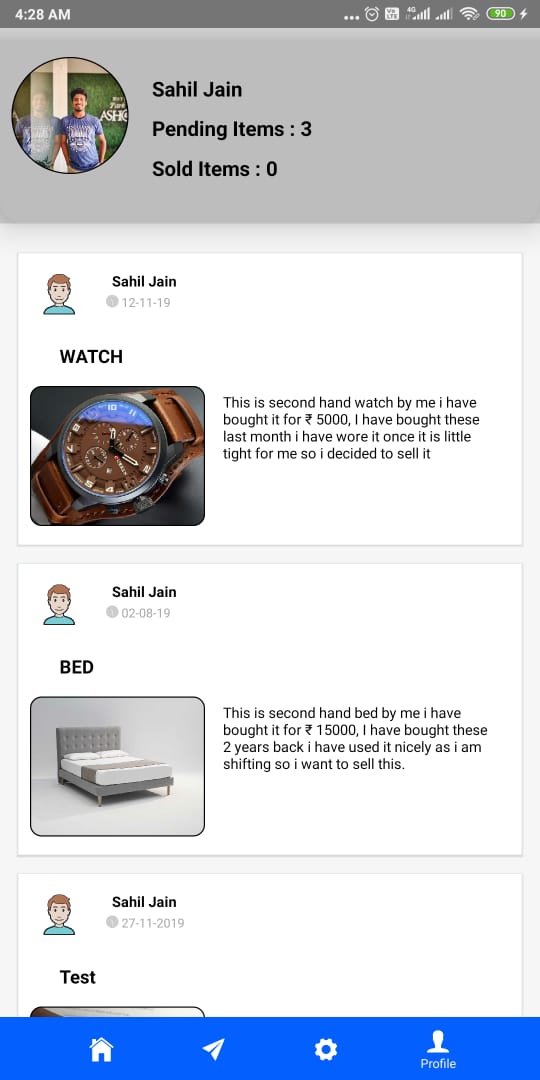 4:28 AM
4G
90
Sahil Jain
Pending Items : 3
Sold Items : 0
Sahil Jain
12-11-19
WATCH
This is second hand watch by me i have
bought it for ₹ 5000, I have bought these
last month i have wore it once it is little
tight for me so i decided to sell it
Sahil Jain
02-08-19
BED
This is second hand bed by me i have
bought it for ₹ 15000, I have bought these
2 years back i have used it nicely as i am
shifting so i want to sell this.
Sahil Jain
27-11-2019
Test
Profile